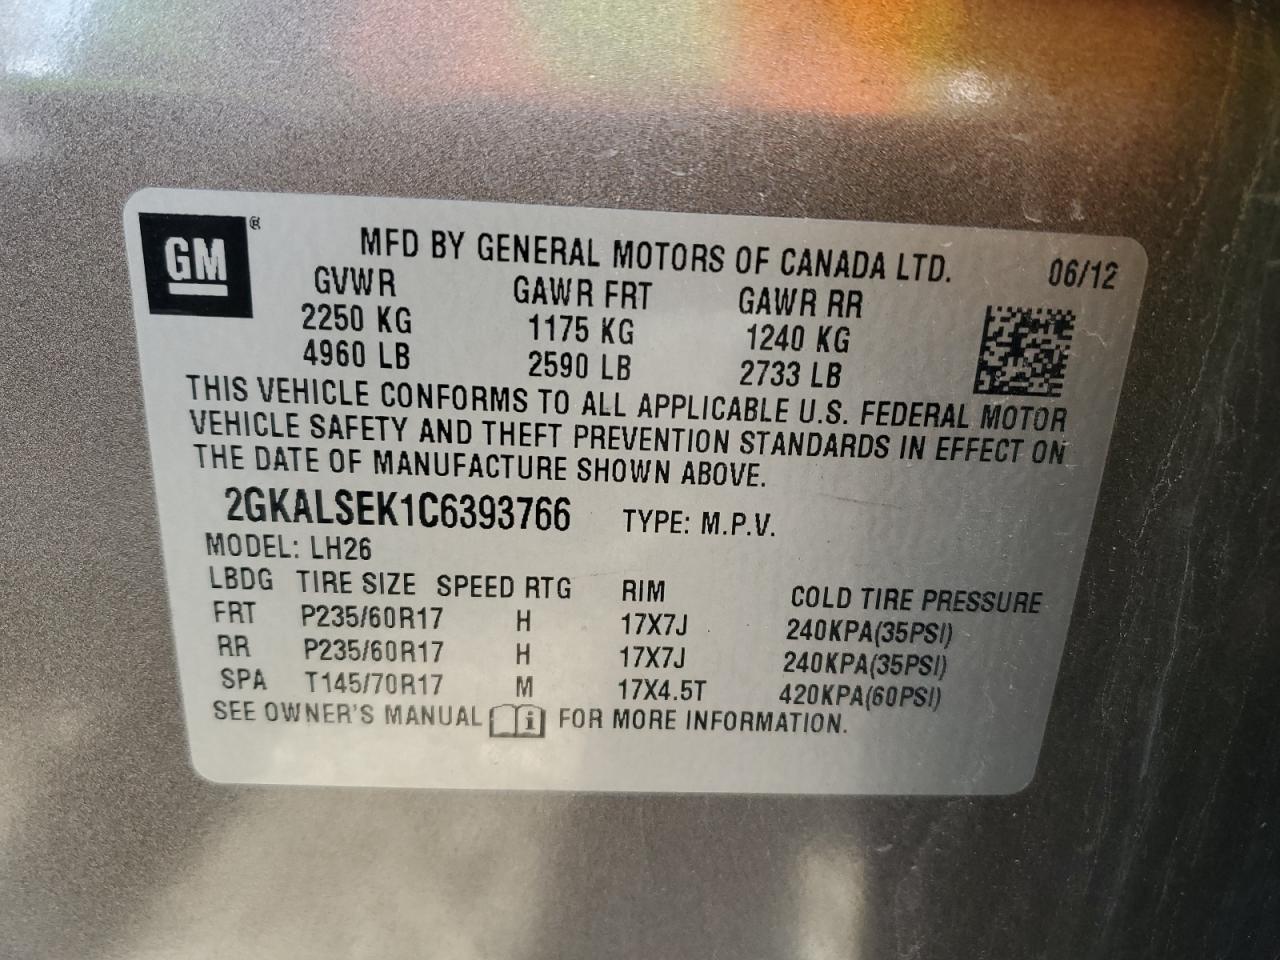 GM ®
MFD BY GENERAL MOTORS OF CANADA LTD. 06/12
GVWR GAWR FRT GAWR RR
2250 KG 1175 KG 1240 KG
4960 LB 2590 LB 2733 LB
THIS VEHICLE CONFORMS TO ALL APPLICABLE U.S. FEDERAL MOTOR
VEHICLE SAFETY AND THEFT PREVENTION STANDARDS IN EFFECT ON
THE DATE OF MANUFACTURE SHOWN ABOVE.
2GKALSEK1C6393766 TYPE: M.P.V.
MODEL: LH26
LBDG TIRE SIZE SPEED RTG RIM COLD TIRE PRESSURE
FRT P235/60R17 H 17X7J 240KPA(35PSI)
RR P235/60R17 H 17X7J 240KPA(35PSI)
SPA T145/70R17 M 17X4.5T 420KPA(60PSI)
SEE OWNER'S MANUAL i FOR MORE INFORMATION.